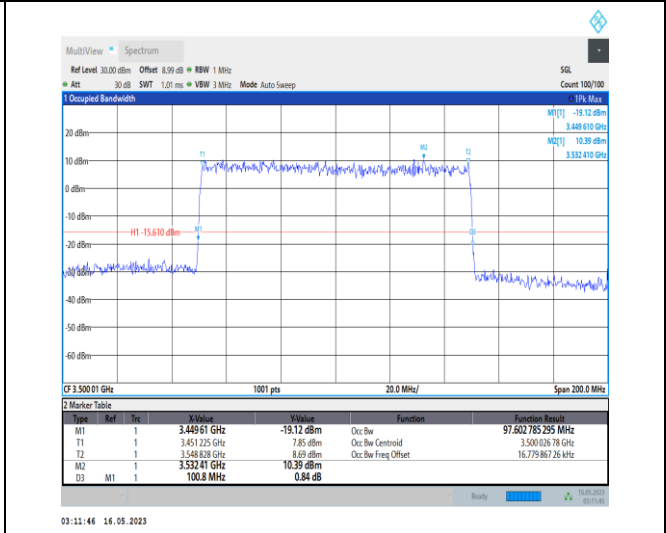 MultiView Spectrum
Ref Level 30.00 dBm Offset 8.99 dB RBW 1 MHz SGL
Att 30 dB SWT 1.01 ms VBW 3 MHz Mode Auto Sweep Count 100/100
1 Occupied Bandwidth 1Pk Max
M1[1] -19.12 dBm
3.449 610 GHz
M2[1] 10.39 dBm
3.532 410 GHz
20 dBm
T1 M2 T2
10 dBm
0 dBm
-10 dBm
H1 -15.610 dBm M1 D3
-20 dBm
-30 dBm
-40 dBm
-50 dBm
-60 dBm
CF 3.500 01 GHz 1001 pts 20.0 MHz/ Span 200.0 MHz
2 Marker Table
Type Ref Trc X-Value Y-Value Function Function Result
M1 1 3.449 61 GHz -19.12 dBm Occ Bw 97.602 785 295 MHz
T1 1 3.451 225 GHz 7.85 dBm Occ Bw Centroid 3.500 026 78 GHz
T2 1 3.548 828 GHz 8.69 dBm Occ Bw Freq Offset 16.779 867 26 kHz
M2 1 3.532 41 GHz 10.39 dBm
D3 M1 1 100.8 MHz 0.84 dB
Ready 16.05.2023
03:11:45
03:11:46 16.05.2023